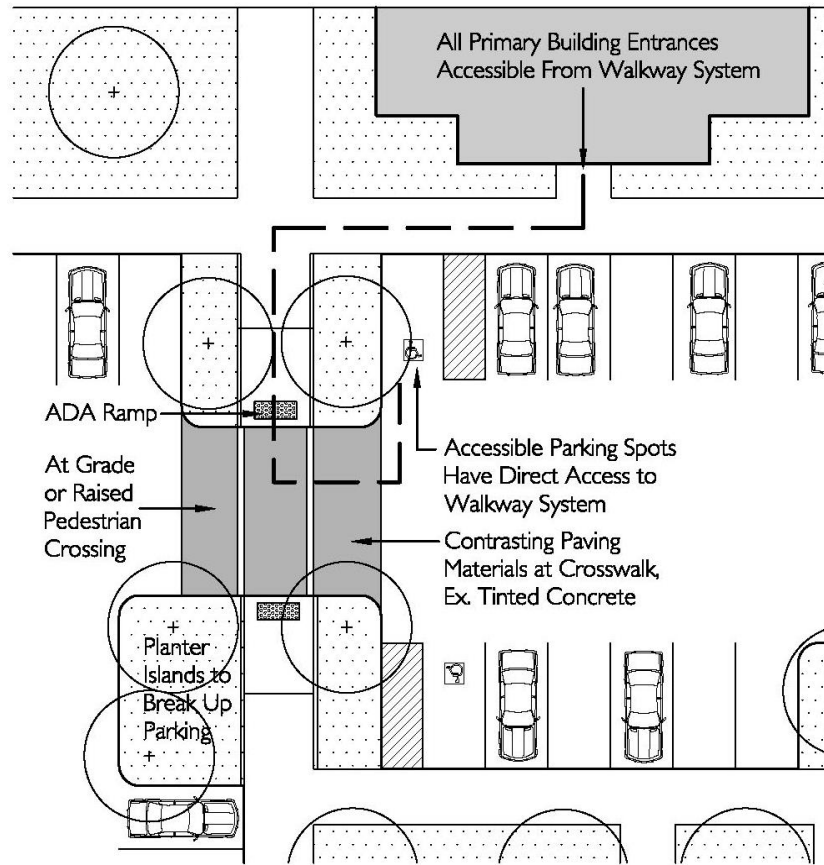 All Primary Building Entrances
Accessible From Walkway System
ADA Ramp
At Grade
or Raised
Pedestrian
Crossing
Accessible Parking Spots
Have Direct Access to
Walkway System
Contrasting Paving
Materials at Crosswalk,
Ex. Tinted Concrete
Planter
Islands to
Break Up
Parking